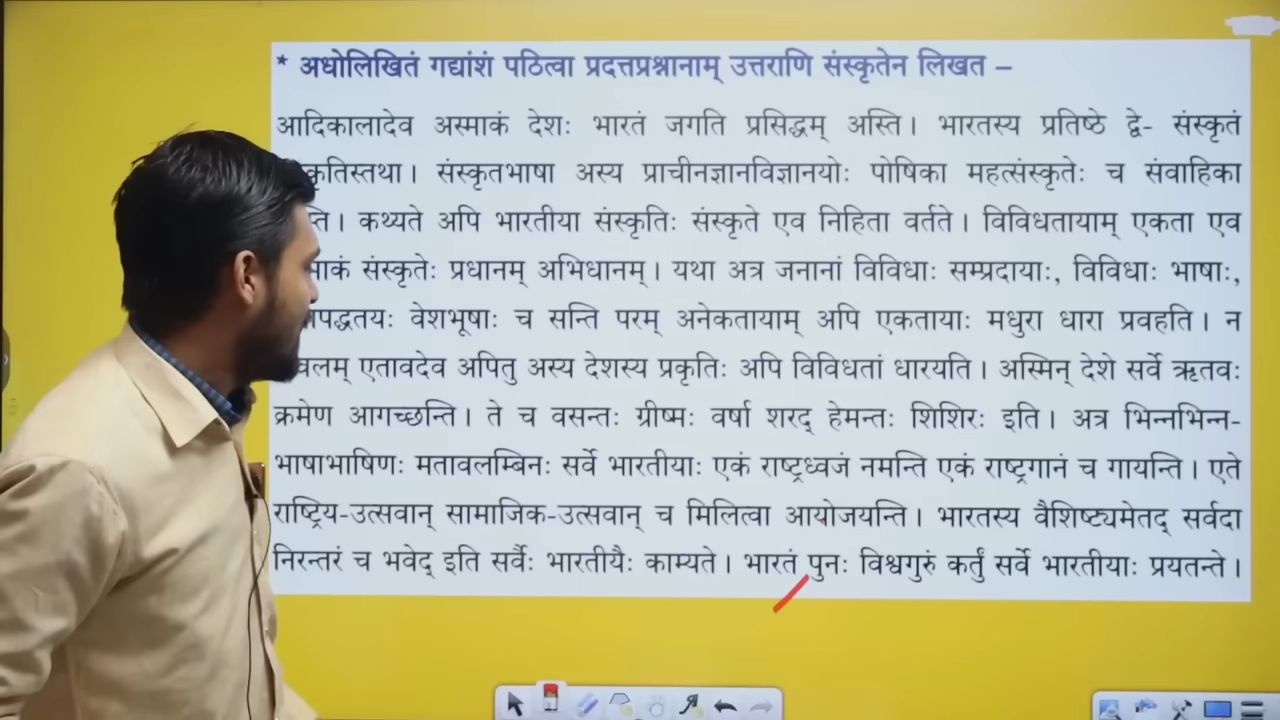 * अधोलिखितं गद्यांशं पठित्वा प्रदत्तप्रश्नानाम् उत्तराणि संस्कृतेन लिखत –
आदिकालादेव अस्माकं देशः भारतं जगति प्रसिद्धम् अस्ति। भारतस्य प्रतिष्ठे द्वे- संस्कृतं
कृतिस्तथा। संस्कृतभाषा अस्य प्राचीनज्ञानविज्ञानयोः पोषिका महत्संस्कृतेः च संवाहिका
कथ्यते अपि भारतीया संस्कृतिः संस्कृते एव निहिता वर्तते। विविधतायाम् एकता एव
संस्कृतेः प्रधानम् अभिधानम्। यथा अत्र जनानां विविधाः सम्प्रदायाः, विविधाः भाषाः,
वेशभूषाः च सन्ति परम् अनेकतायाम् अपि एकतायाः मधुरा धारा प्रवहति। न
एतावदेव अपितु अस्य देशस्य प्रकृतिः अपि विविधतां धारयति। अस्मिन् देशे सर्वे ऋतवः
क्रमेण आगच्छन्ति। ते च वसन्तः ग्रीष्मः वर्षा शरद् हेमन्तः शिशिरः इति। अत्र भिन्नभिन्न-
भाषाभाषिणः मतावलम्बिनः सर्वे भारतीयाः एकं राष्ट्रध्वजं नमन्ति एकं राष्ट्रगानं च गायन्ति। एते
राष्ट्रिय-उत्सवान् सामाजिक-उत्सवान् च मिलित्वा आयोजयन्ति। भारतस्य वैशिष्ट्यमेतद् सर्वदा
निरन्तरं च भवेद् इति सर्वैः भारतीयैः काम्यते। भारतं पुनः विश्वगुरुं कर्तुं सर्वे भारतीयाः प्रयतन्ते।